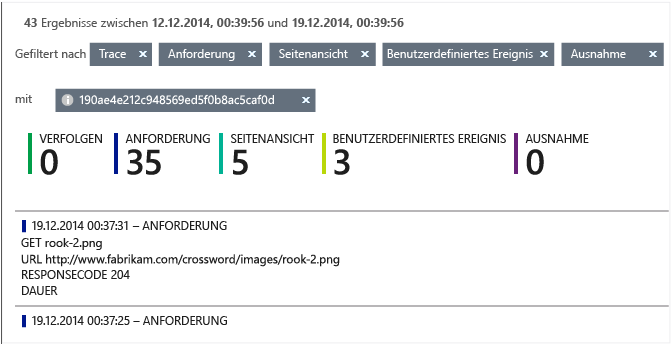 43 Ergebnisse zwischen 12.12.2014, 00:39:56 und 19.12.2014, 00:39:56
Gefiltert nach Trace × Anforderung × Seitenansicht × Benutzerdefiniertes Ereignis × Ausnahme ×
mit 190ae4e212c948569ed5f0b8ac5caf0d ×
VERFOLGEN ANFORDERUNG SEITENANSICHT BENUTZERDEFINIERTES EREIGNIS AUSNAHME
0 35 5 3 0
19.12.2014 00:37:31 – ANFORDERUNG
GET rook-2.png
URL http://www.fabrikam.com/crossword/images/rook-2.png
RESPONSECODE 204
DAUER
19.12.2014 00:37:25 – ANFORDERUNG